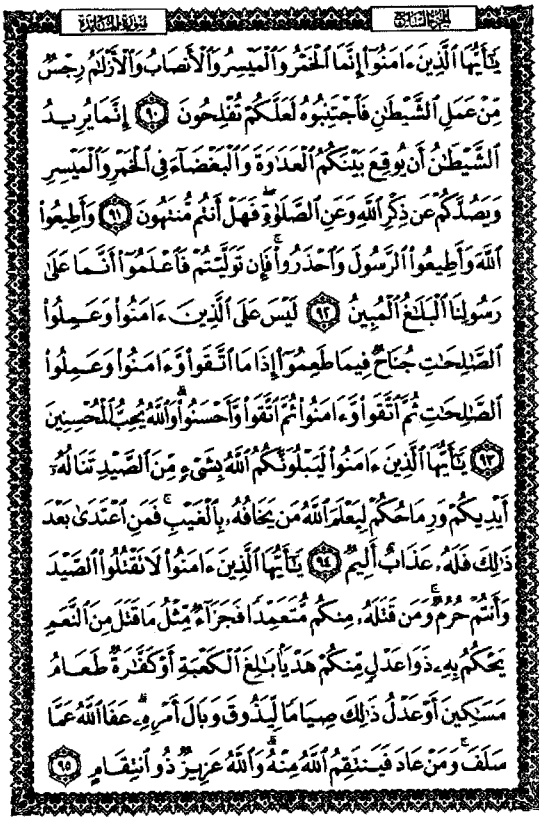 الجزء السابع
سورة المائدة
يَٰٓأَيُّهَا ٱلَّذِينَ ءَامَنُوٓا۟ إِنَّمَا ٱلْخَمْرُ وَٱلْمَيْسِرُ وَٱلْأَنصَابُ وَٱلْأَزْلَٰمُ رِجْسٌ
مِّنْ عَمَلِ ٱلشَّيْطَٰنِ فَٱجْتَنِبُوهُ لَعَلَّكُمْ تُفْلِحُونَ ٩٠ إِنَّمَا يُرِيدُ
ٱلشَّيْطَٰنُ أَن يُوقِعَ بَيْنَكُمُ ٱلْعَدَٰوَةَ وَٱلْبَغْضَآءَ فِى ٱلْخَمْرِ وَٱلْمَيْسِرِ
وَيَصُدَّكُمْ عَن ذِكْرِ ٱللَّهِ وَعَنِ ٱلصَّلَوٰةِ ۖ فَهَلْ أَنتُم مُّنتَهُونَ ٩١ وَأَطِيعُوا۟
ٱللَّهَ وَأَطِيعُوا۟ ٱلرَّسُولَ وَٱحْذَرُوا۟ ۚ فَإِن تَوَلَّيْتُمْ فَٱعْلَمُوٓا۟ أَنَّمَا عَلَىٰ
رَسُولِنَا ٱلْبَلَٰغُ ٱلْمُبِينُ ٩٢ لَيْسَ عَلَى ٱلَّذِينَ ءَامَنُوا۟ وَعَمِلُوا۟
ٱلصَّٰلِحَٰتِ جُنَاحٌ فِيمَا طَعِمُوٓا۟ إِذَا مَا ٱتَّقَوا۟ وَّءَامَنُوا۟ وَعَمِلُوا۟
ٱلصَّٰلِحَٰتِ ثُمَّ ٱتَّقَوا۟ وَّءَامَنُوا۟ ثُمَّ ٱتَّقَوا۟ وَّأَحْسَنُوا۟ ۗ وَٱللَّهُ يُحِبُّ ٱلْمُحْسِنِينَ
٩٣ يَٰٓأَيُّهَا ٱلَّذِينَ ءَامَنُوا۟ لَيَبْلُوَنَّكُمُ ٱللَّهُ بِشَىْءٍ مِّنَ ٱلصَّيْدِ تَنَالُهُۥٓ
أَيْدِيكُمْ وَرِمَاحُكُمْ لِيَعْلَمَ ٱللَّهُ مَن يَخَافُهُۥ بِٱلْغَيْبِ ۚ فَمَنِ ٱعْتَدَىٰ بَعْدَ
ذَٰلِكَ فَلَهُۥ عَذَابٌ أَلِيمٌ ٩٤ يَٰٓأَيُّهَا ٱلَّذِينَ ءَامَنُوا۟ لَا تَقْتُلُوا۟ ٱلصَّيْدَ
وَأَنتُمْ حُرُمٌ ۚ وَمَن قَتَلَهُۥ مِنكُم مُّتَعَمِّدًا فَجَزَآءٌ مِّثْلُ مَا قَتَلَ مِنَ ٱلنَّعَمِ
يَحْكُمُ بِهِۦ ذَوَا عَدْلٍ مِّنكُمْ هَدْيًۢا بَٰلِغَ ٱلْكَعْبَةِ أَوْ كَفَّٰرَةٌ طَعَامُ
مَسَٰكِينَ أَوْ عَدْلُ ذَٰلِكَ صِيَامًا لِّيَذُوقَ وَبَالَ أَمْرِهِۦ ۗ عَفَا ٱللَّهُ عَمَّا
سَلَفَ ۚ وَمَنْ عَادَ فَيَنتَقِمُ ٱللَّهُ مِنْهُ ۗ وَٱللَّهُ عَزِيزٌ ذُو ٱنتِقَامٍ ٩٥